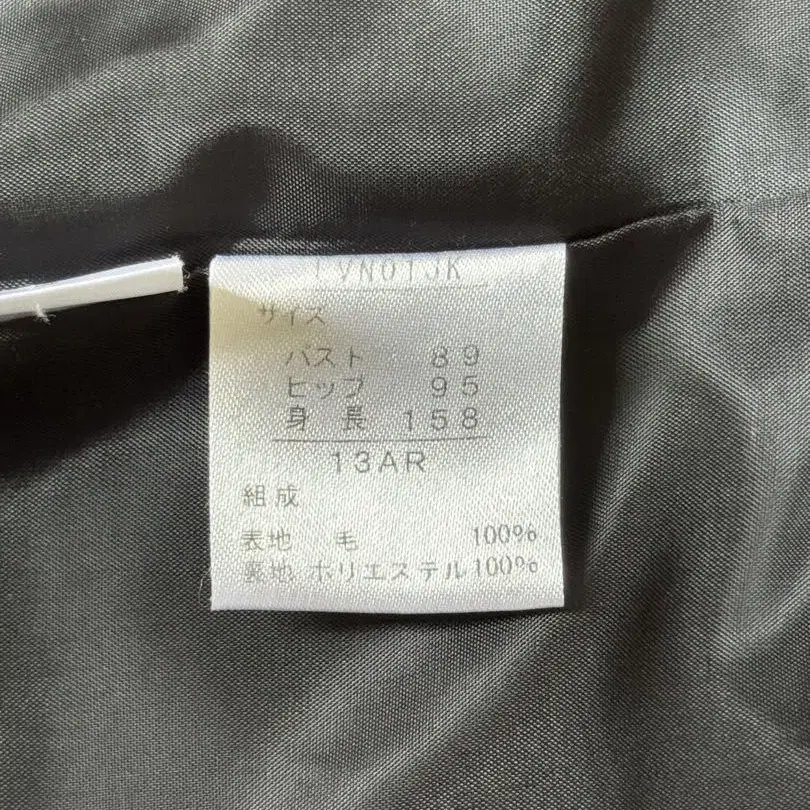 サイズ
バスト 89
ヒップ 95
身長 158
13AR
組成
表地 毛 100%
裏地 ポリエステル100%